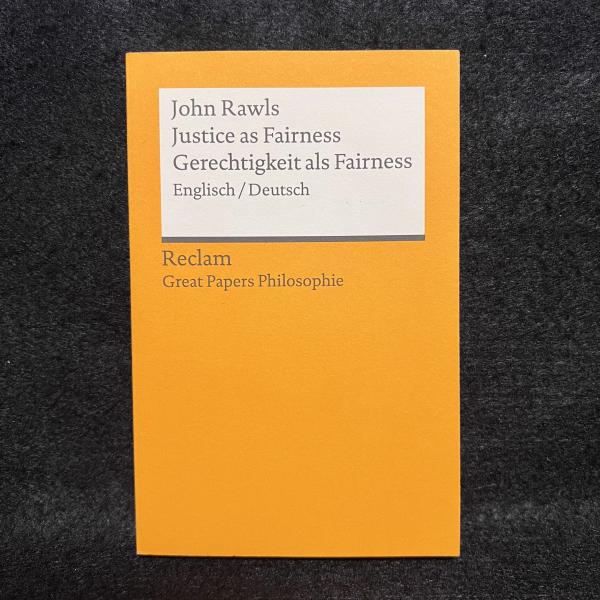 John Rawls
Justice as Fairness
Gerechtigkeit als Fairness
Englisch / Deutsch
Reclam
Great Papers Philosophie